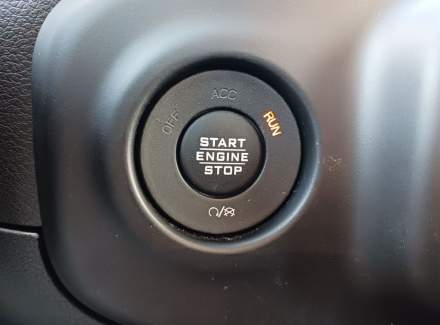 OFF
ACC
RUN
START
ENGINE
STOP